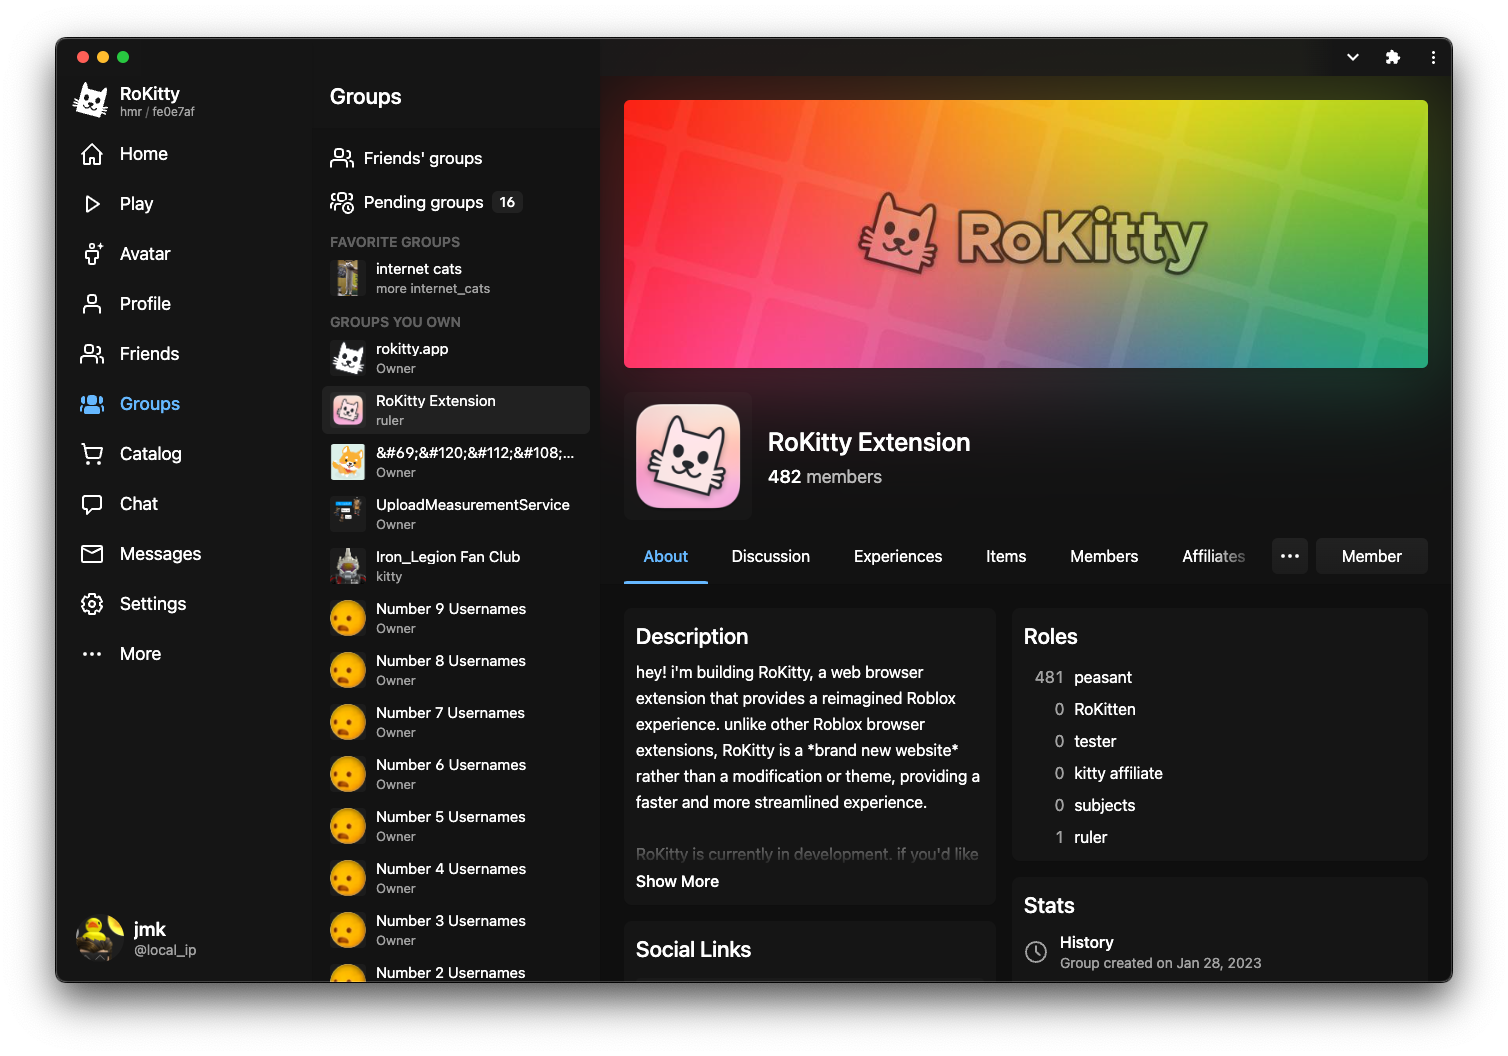 RoKitty
hmr / fe0e7af
Home
Play
Avatar
Profile
Friends
Groups
Catalog
Chat
Messages
Settings
More
jmk
@local_ip
Groups
Friends' groups
Pending groups 16
FAVORITE GROUPS
internet cats
more internet_cats
GROUPS YOU OWN
rokitty.app
Owner
RoKitty Extension
ruler
&#69;&#120;&#112;&#108;...
Owner
UploadMeasurementService
Owner
Iron_Legion Fan Club
kitty
Number 9 Usernames
Owner
Number 8 Usernames
Owner
Number 7 Usernames
Owner
Number 6 Usernames
Owner
Number 5 Usernames
Owner
Number 4 Usernames
Owner
Number 3 Usernames
Owner
Number 2 Usernames
RoKitty
RoKitty Extension
482 members
About Discussion Experiences Items Members Affiliates Member
Description
hey! i'm building RoKitty, a web browser
extension that provides a reimagined Roblox
experience. unlike other Roblox browser
extensions, RoKitty is a *brand new website*
rather than a modification or theme, providing a
faster and more streamlined experience.
RoKitty is currently in development. if you'd like
Show More
Social Links
Roles
481 peasant
0 RoKitten
0 tester
0 kitty affiliate
0 subjects
1 ruler
Stats
History
Group created on Jan 28, 2023